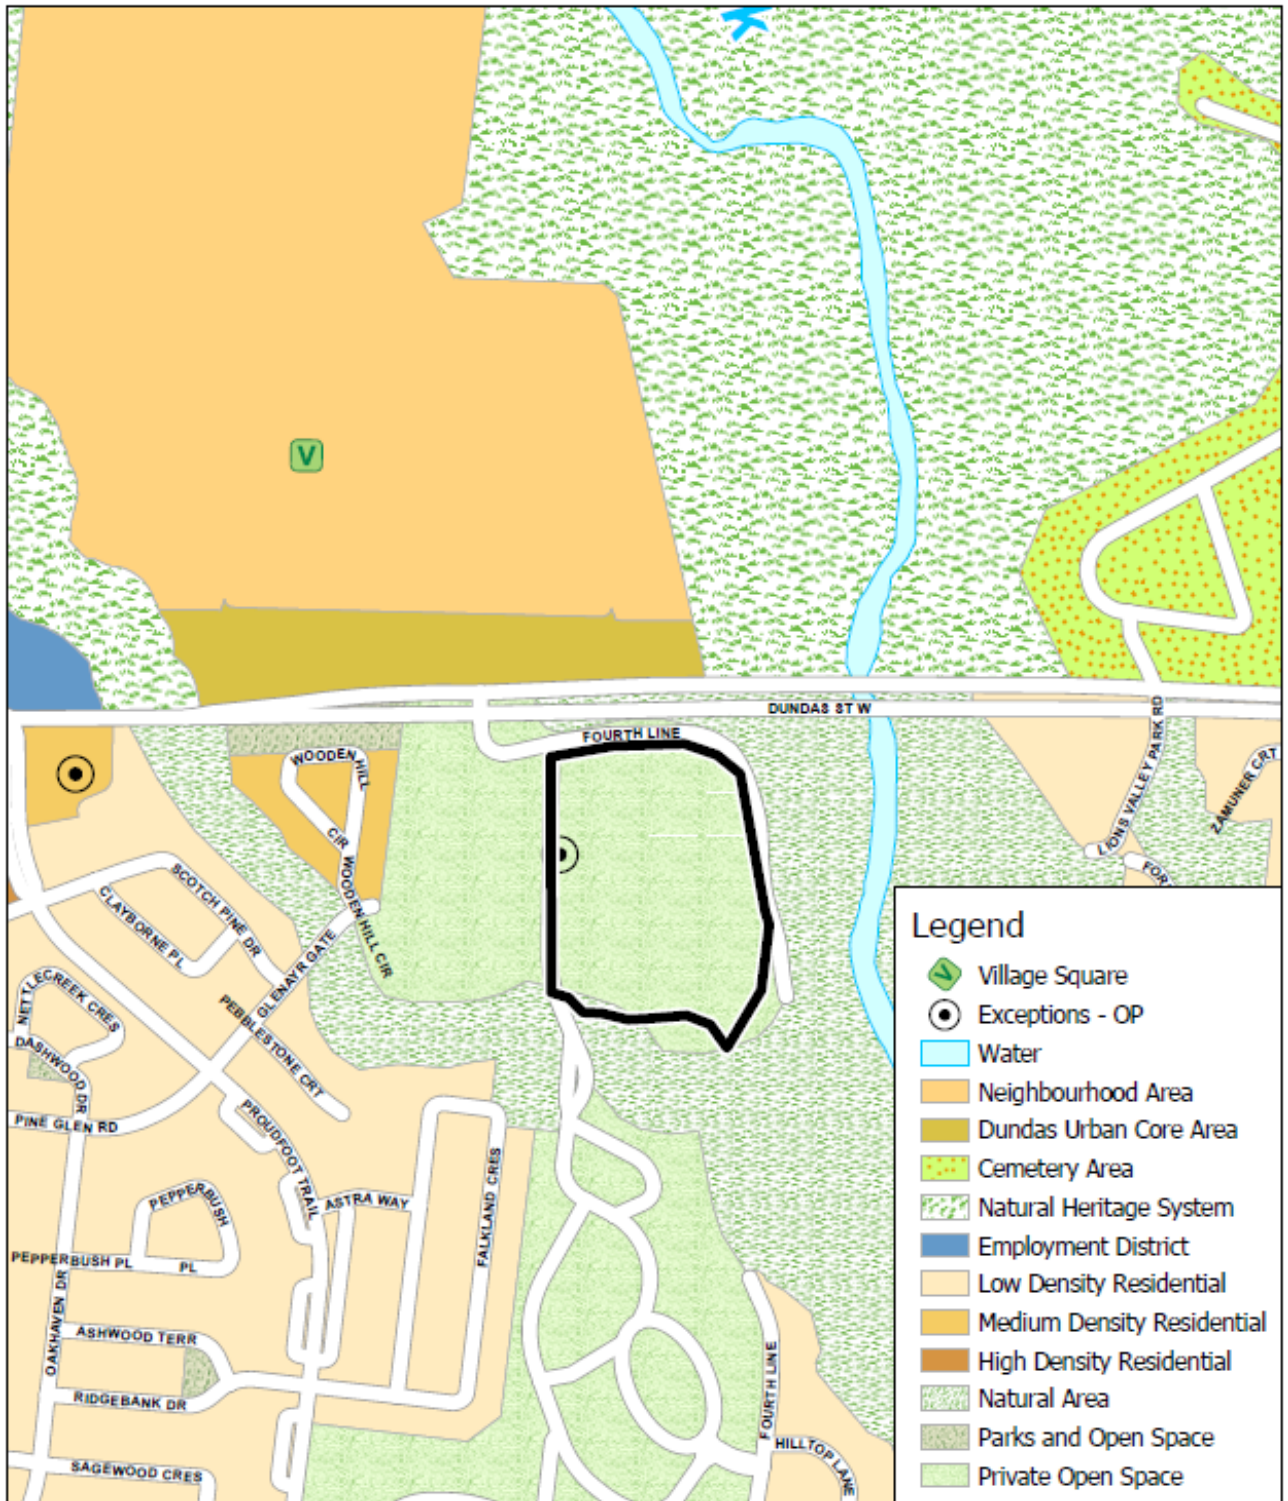 K
V
DUNDAS ST W
FOURTH LINE
WOODEN HILL
CIR
WOODEN HILL CIR
LIONS VALLEY PARK RD
ZAMUNER CRT
FOR
SCOTCH PINE DR
CLAYBORNE PL
GLENAYR GATE
NETTLECREEK CRES
PEBBLESTONE CRT
DASHWOOD DR
PINE GLEN RD
PROUDFOOT TRAIL
ASTRA WAY
FALKLAND CRES
PEPPERBUSH
PEPPERBUSH PL
PL
OAKHAVEN DR
ASHWOOD TERR
RIDGEBANK DR
SAGEWOOD CRES
FOURTH LINE
HILLTOP LANE
Legend
V Village Square
Exceptions - OP
Water
Neighbourhood Area
Dundas Urban Core Area
Cemetery Area
Natural Heritage System
Employment District
Low Density Residential
Medium Density Residential
High Density Residential
Natural Area
Parks and Open Space
Private Open Space